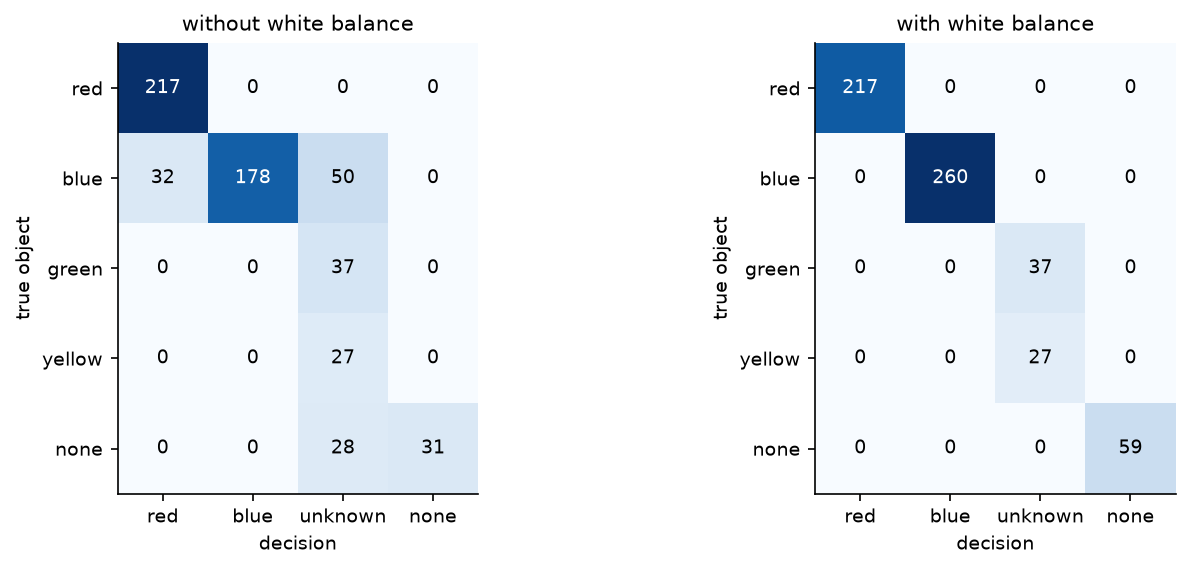 without white balance
red 217 0 0 0
blue 32 178 50 0
green 0 0 37 0
yellow 0 0 27 0
none 0 0 28 31
true object
red blue unknown none
decision
with white balance
red 217 0 0 0
blue 0 260 0 0
green 0 0 37 0
yellow 0 0 27 0
none 0 0 0 59
true object
red blue unknown none
decision